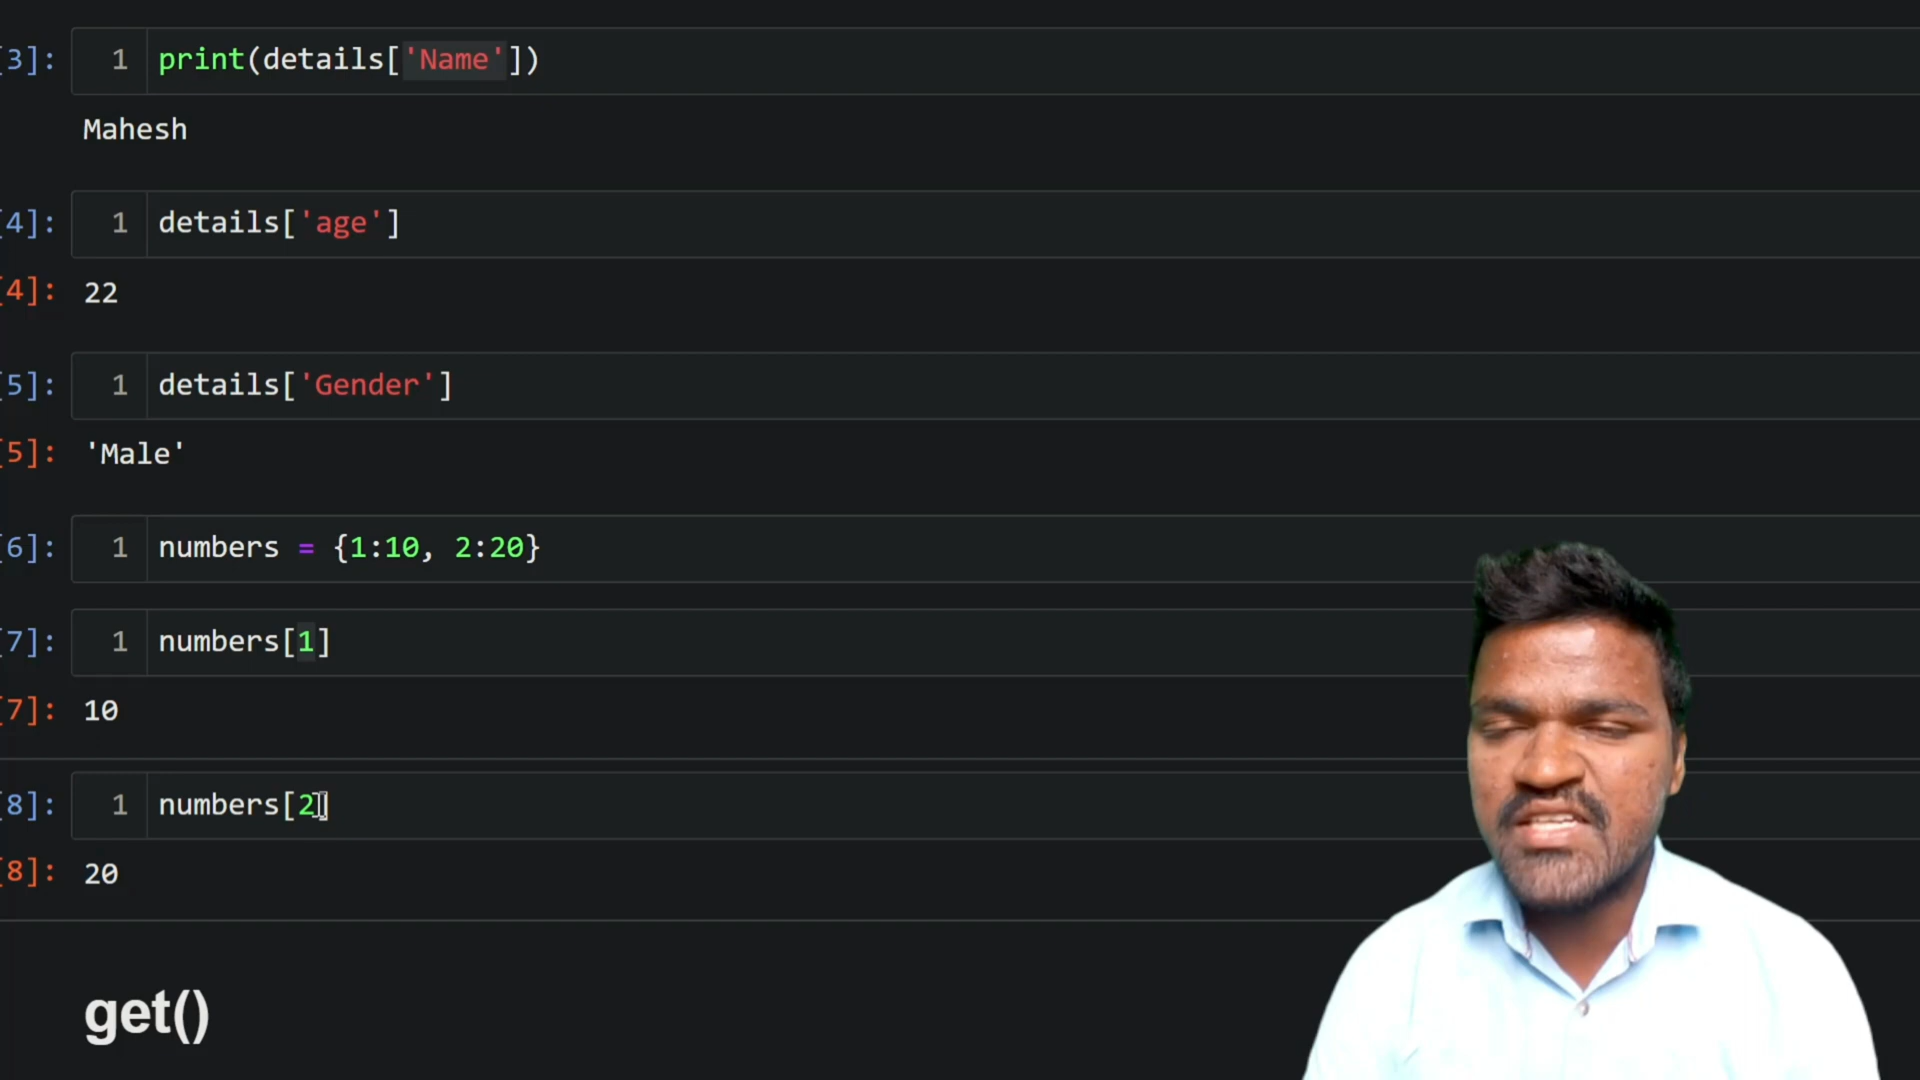 [3]: 1 print(details['Name'])
Mahesh
[4]: 1 details['age']
[4]: 22
[5]: 1 details['Gender']
[5]: 'Male'
[6]: 1 numbers = {1:10, 2:20}
[7]: 1 numbers[1]
[7]: 10
[8]: 1 numbers[2]
[8]: 20
get()